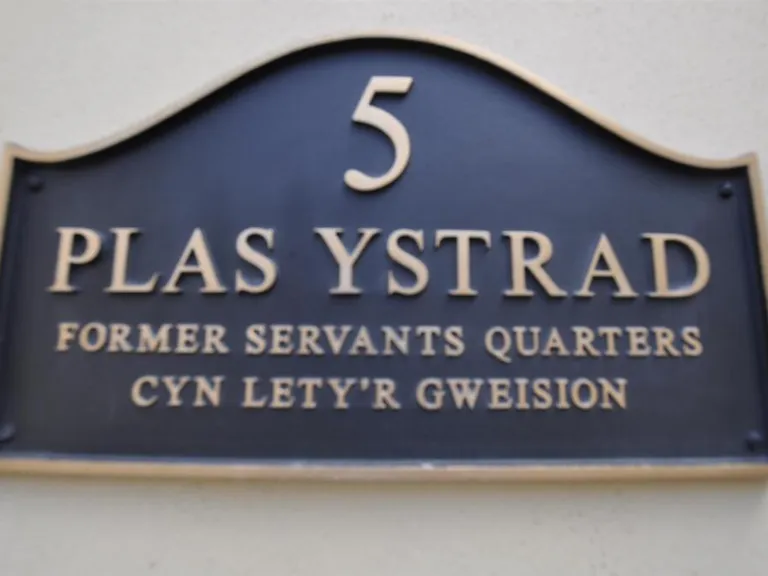 5
PLAS YSTRAD
FORMER SERVANTS QUARTERS
CYN LETY'R GWEISION